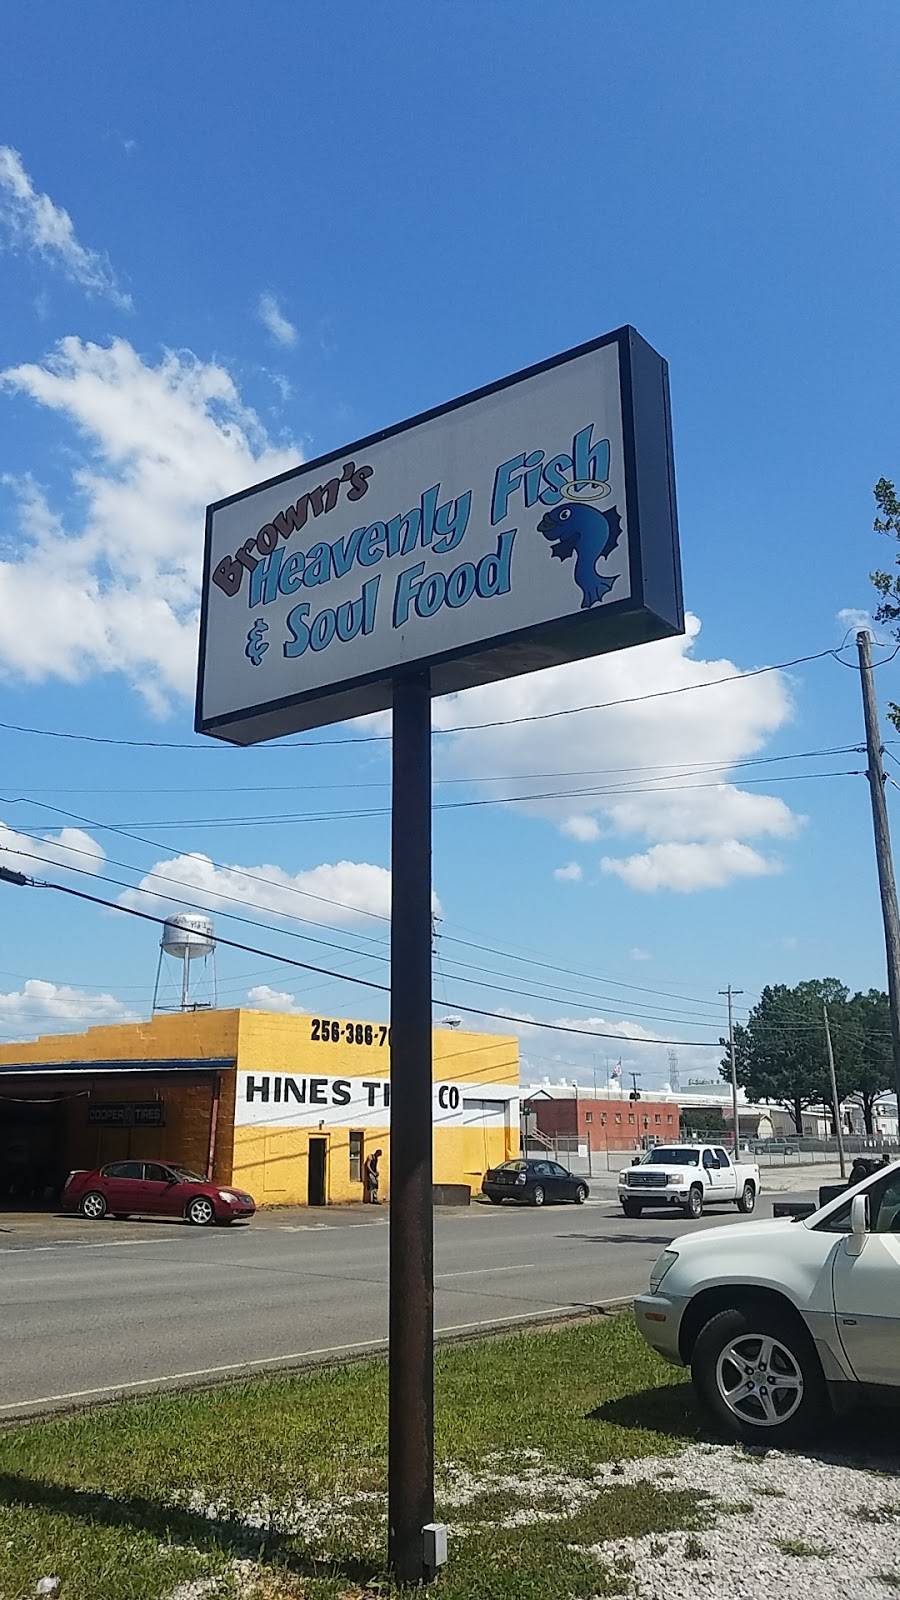 Brown's
Heavenly Fish
& Soul Food
256-386-7
HINES TI CO
COOPER TIRES